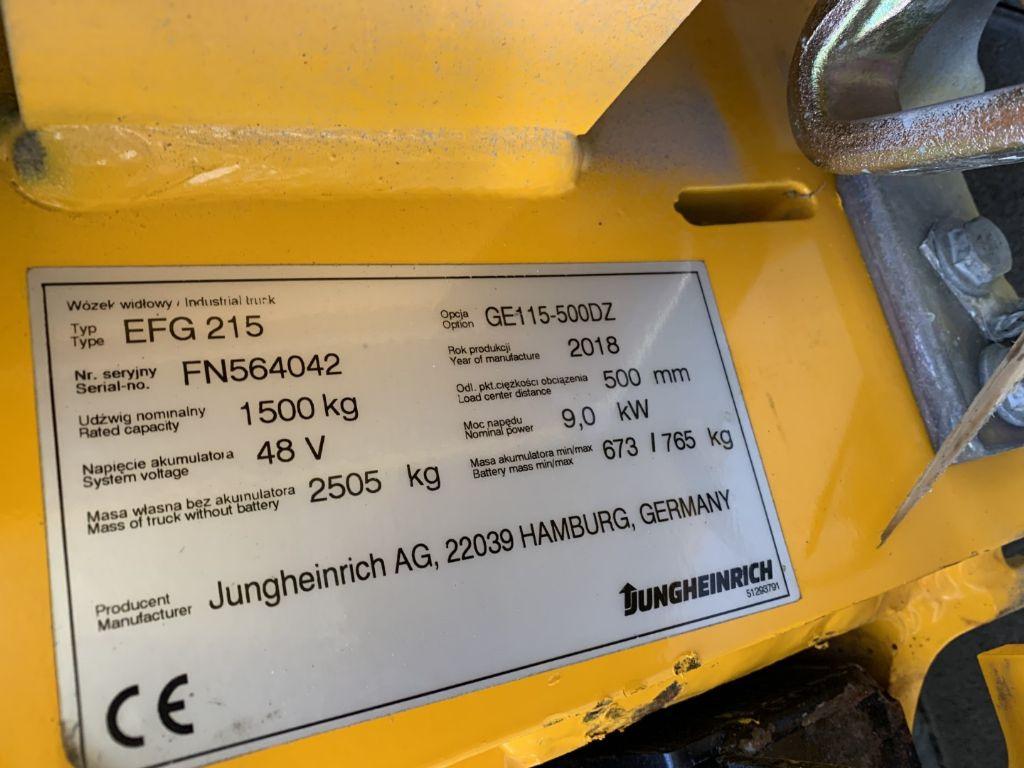 Wózek widłowy / Industrial truck
Typ
Type EFG 215
Opcja
Option GE115-500DZ
Nr. seryjny
Serial-no. FN564042
Rok produkcji
Year of manufacture 2018
Udźwig nominalny
Rated capacity 1500 kg
Odl. pkt.ciężkości obciązenia
Load center distance 500 mm
Napięcie akumulatora
System voltage 48 V
Moc napędu
Nominal power 9,0 kW
Masa własna bez akumulatora
Mass of truck without battery 2505 kg
Masa akumulatora min/max
Battery mass min/max 673 / 765 kg
Producent
Manufacturer Jungheinrich AG, 22039 HAMBURG, GERMANY
JUNGHEINRICH
51293791
CE